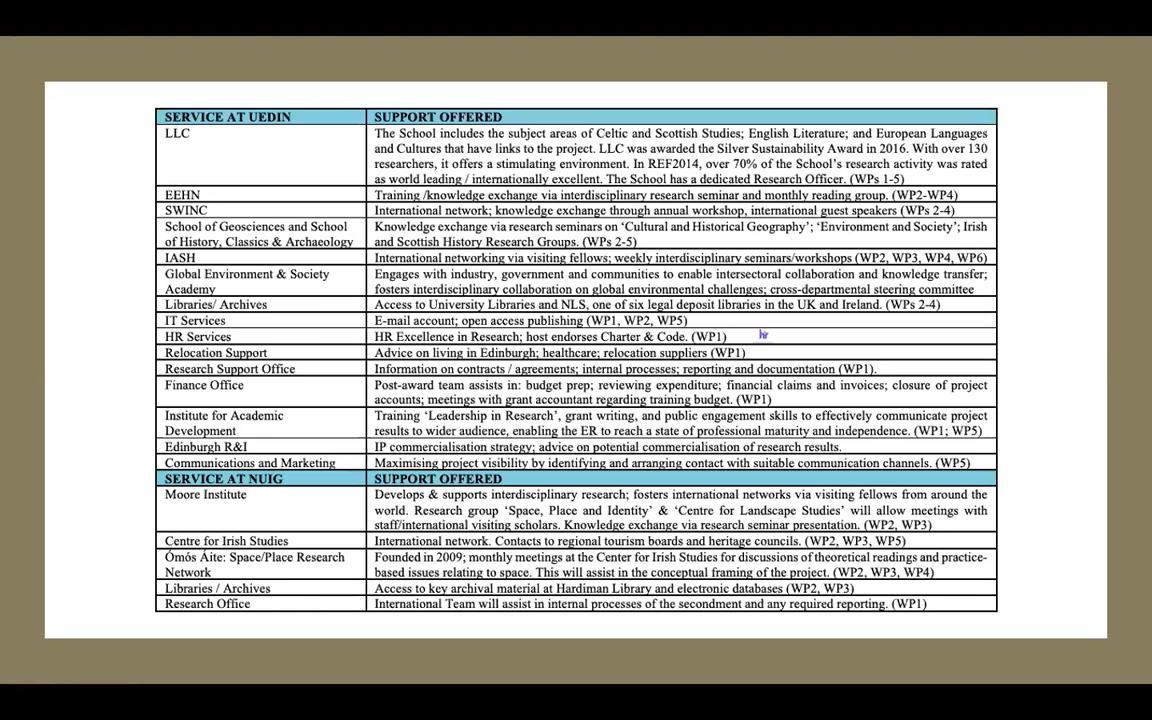 SERVICE AT UEDIN SUPPORT OFFERED
LLC The School includes the subject areas of Celtic and Scottish Studies; English Literature; and European Languages
and Cultures that have links to the project. LLC was awarded the Silver Sustainability Award in 2016. With over 130
researchers, it offers a stimulating environment. In REF2014, over 70% of the School's research activity was rated
as world leading / internationally excellent. The School has a dedicated Research Officer. (WPs 1-5)
EEHN Training /knowledge exchange via interdisciplinary research seminar and monthly reading group. (WP2-WP4)
SWINC International network; knowledge exchange through annual workshop, international guest speakers (WPs 2-4)
School of Geosciences and School Knowledge exchange via research seminars on 'Cultural and Historical Geography'; 'Environment and Society'; Irish
of History, Classics & Archaeology and Scottish History Research Groups. (WPs 2-5)
IASH International networking via visiting fellows; weekly interdisciplinary seminars/workshops (WP2, WP3, WP4, WP6)
Global Environment & Society Engages with industry, government and communities to enable intersectoral collaboration and knowledge transfer;
Academy fosters interdisciplinary collaboration on global environmental challenges; cross-departmental steering committee
Libraries/ Archives Access to University Libraries and NLS, one of six legal deposit libraries in the UK and Ireland. (WPs 2-4)
IT Services E-mail account; open access publishing (WP1, WP2, WP5)
HR Services HR Excellence in Research; host endorses Charter & Code. (WP1)
Relocation Support Advice on living in Edinburgh; healthcare; relocation suppliers (WP1)
Research Support Office Information on contracts / agreements; internal processes; reporting and documentation (WP1).
Finance Office Post-award team assists in: budget prep; reviewing expenditure; financial claims and invoices; closure of project
accounts; meetings with grant accountant regarding training budget. (WP1)
Institute for Academic Training 'Leadership in Research', grant writing, and public engagement skills to effectively communicate project
Development results to wider audience, enabling the ER to reach a state of professional maturity and independence. (WP1; WP5)
Edinburgh R&I IP commercialisation strategy; advice on potential commercialisation of research results.
Communications and Marketing Maximising project visibility by identifying and arranging contact with suitable communication channels. (WP5)
SERVICE AT NUIG SUPPORT OFFERED
Moore Institute Develops & supports interdisciplinary research; fosters international networks via visiting fellows from around the
world. Research group 'Space, Place and Identity' & 'Centre for Landscape Studies' will allow meetings with
staff/international visiting scholars. Knowledge exchange via research seminar presentation. (WP2, WP3)
Centre for Irish Studies International network. Contacts to regional tourism boards and heritage councils. (WP2, WP3, WP5)
Ómós Áite: Space/Place Research Founded in 2009; monthly meetings at the Center for Irish Studies for discussions of theoretical readings and practice-
Network based issues relating to space. This will assist in the conceptual framing of the project. (WP2, WP3, WP4)
Libraries / Archives Access to key archival material at Hardiman Library and electronic databases (WP2, WP3)
Research Office International Team will assist in internal processes of the secondment and any required reporting. (WP1)